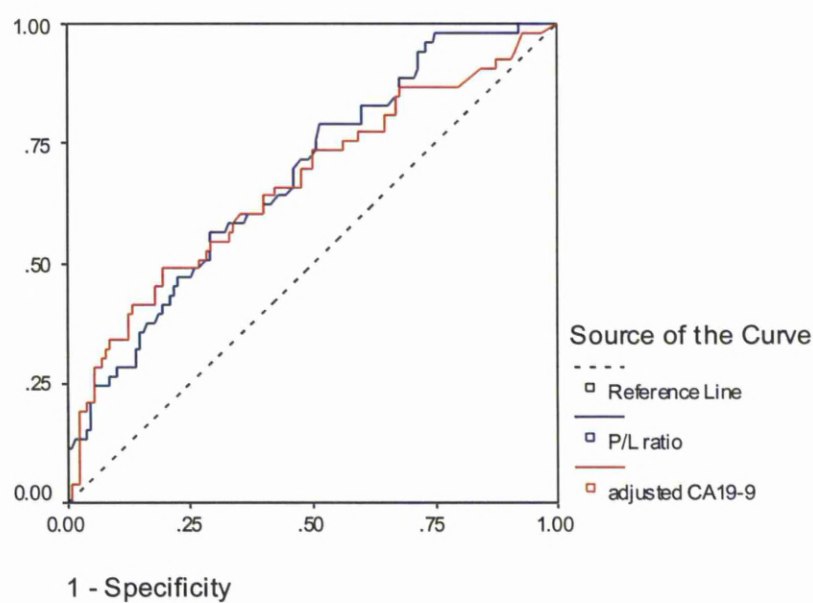 1.00
.75
.50
.25
0.00
0.00 .25 .50 .75 1.00
1 - Specificity
Source of the Curve
Reference Line
P/L ratio
adjusted CA19-9